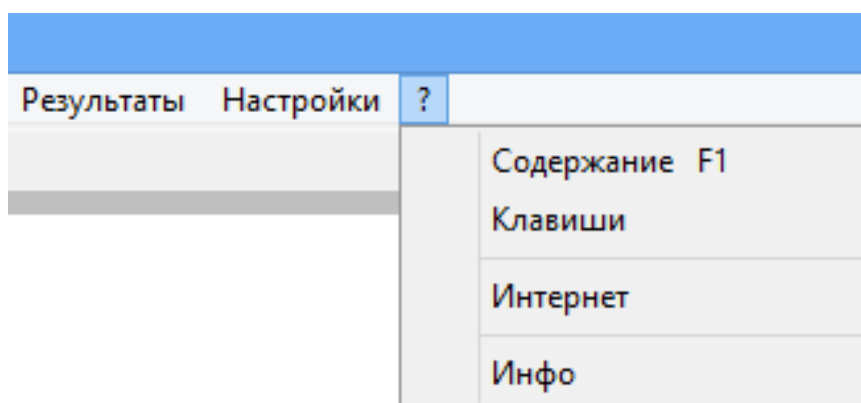 Результаты Настройки ?
Содержание F1
Клавиши
Интернет
Инфо